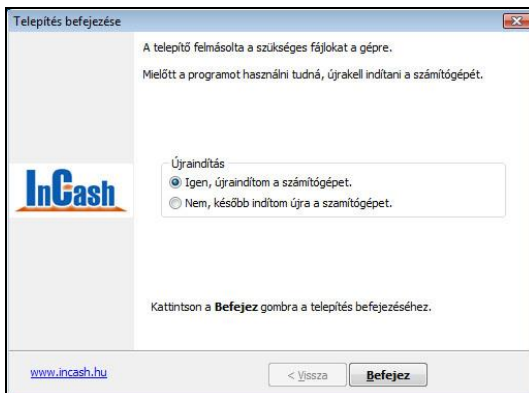 Telepítés befejezése
A telepítő felmásolta a szükséges fájlokat a gépre.
Mielőtt a programot használni tudná, újrakell indítani a számítógépét.
InCash
Újraindítás
Igen, újraindítom a számítógépet.
Nem, később indítom újra a szamítógépet.
Kattintson a Befejez gombra a telepítés befejezéséhez.
www.incash.hu
< Vissza
Befejez